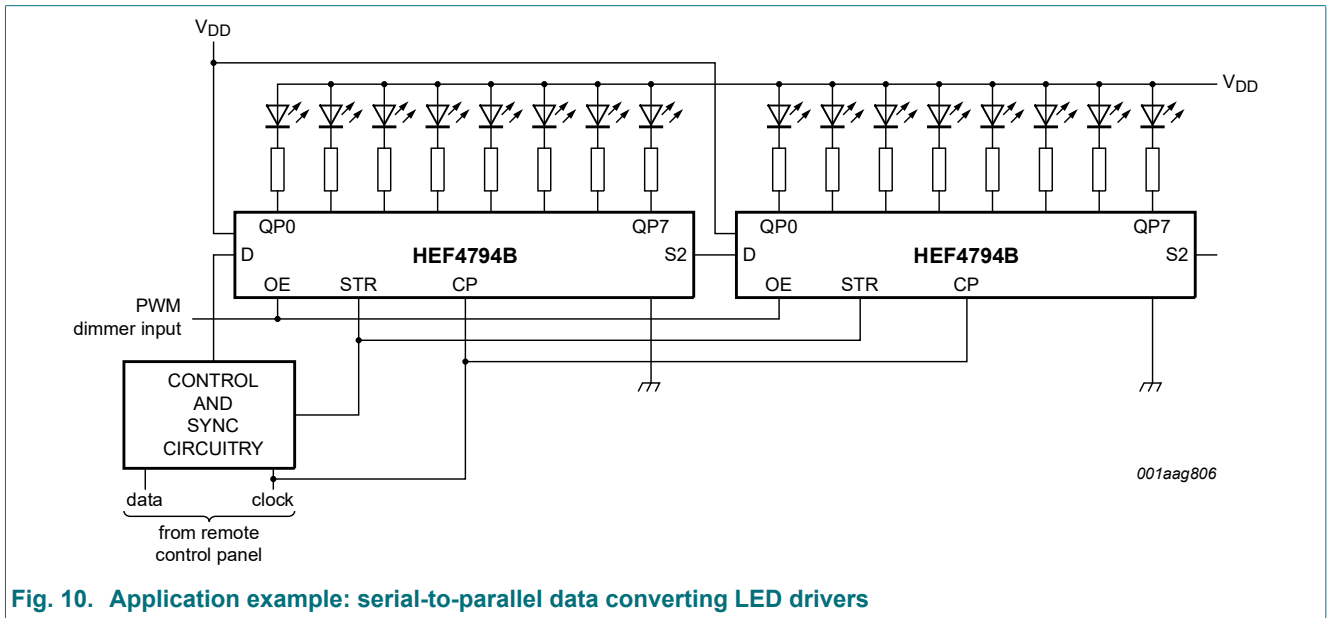 VDD
VDD
QP0 QP7
D HEF4794B S2
OE STR CP
QP0 QP7
D HEF4794B S2
OE STR CP
PWM
dimmer input
CONTROL
AND
SYNC
CIRCUITRY
data clock
from remote
control panel
001aag806
Fig. 10. Application example: serial-to-parallel data converting LED drivers